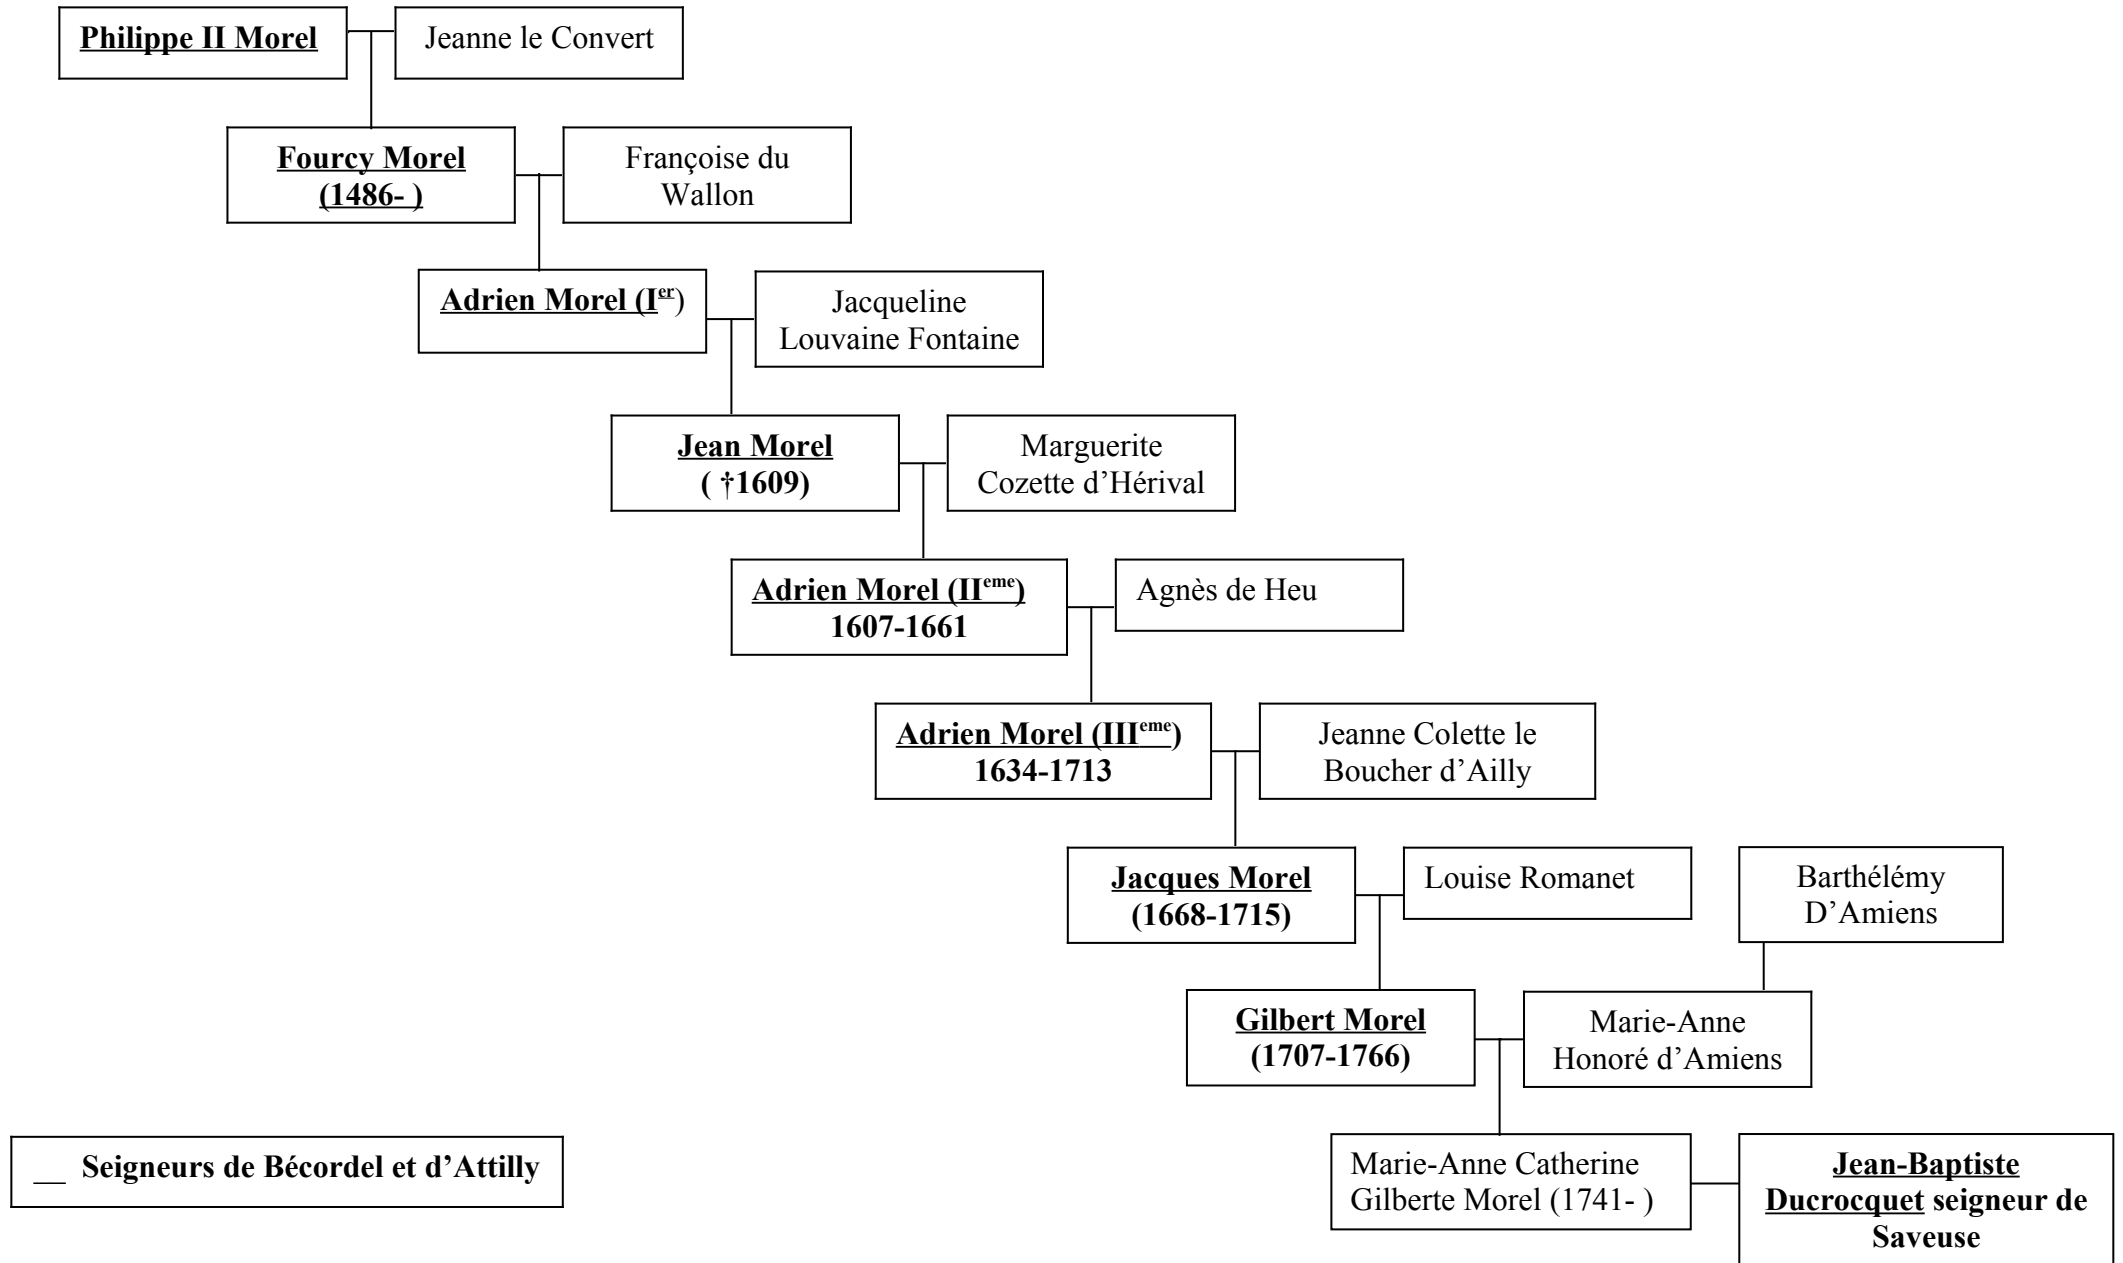 Philippe II Morel
Jeanne le Convert
Fourcy Morel
(1486- )
Françoise du
Wallon
Adrien Morel (Ier)
Jacqueline
Louvaine Fontaine
Jean Morel
( †1609)
Marguerite
Cozette d’Hérival
Adrien Morel (IIeme)
1607-1661
Agnès de Heu
Adrien Morel (IIIeme)
1634-1713
Jeanne Colette le
Boucher d’Ailly
Jacques Morel
(1668-1715)
Louise Romanet
Barthélémy
D’Amiens
Gilbert Morel
(1707-1766)
Marie-Anne
Honoré d’Amiens
__ Seigneurs de Bécordel et d’Attilly
Marie-Anne Catherine
Gilberte Morel (1741- )
Jean-Baptiste
Ducrocquet seigneur de
Saveuse